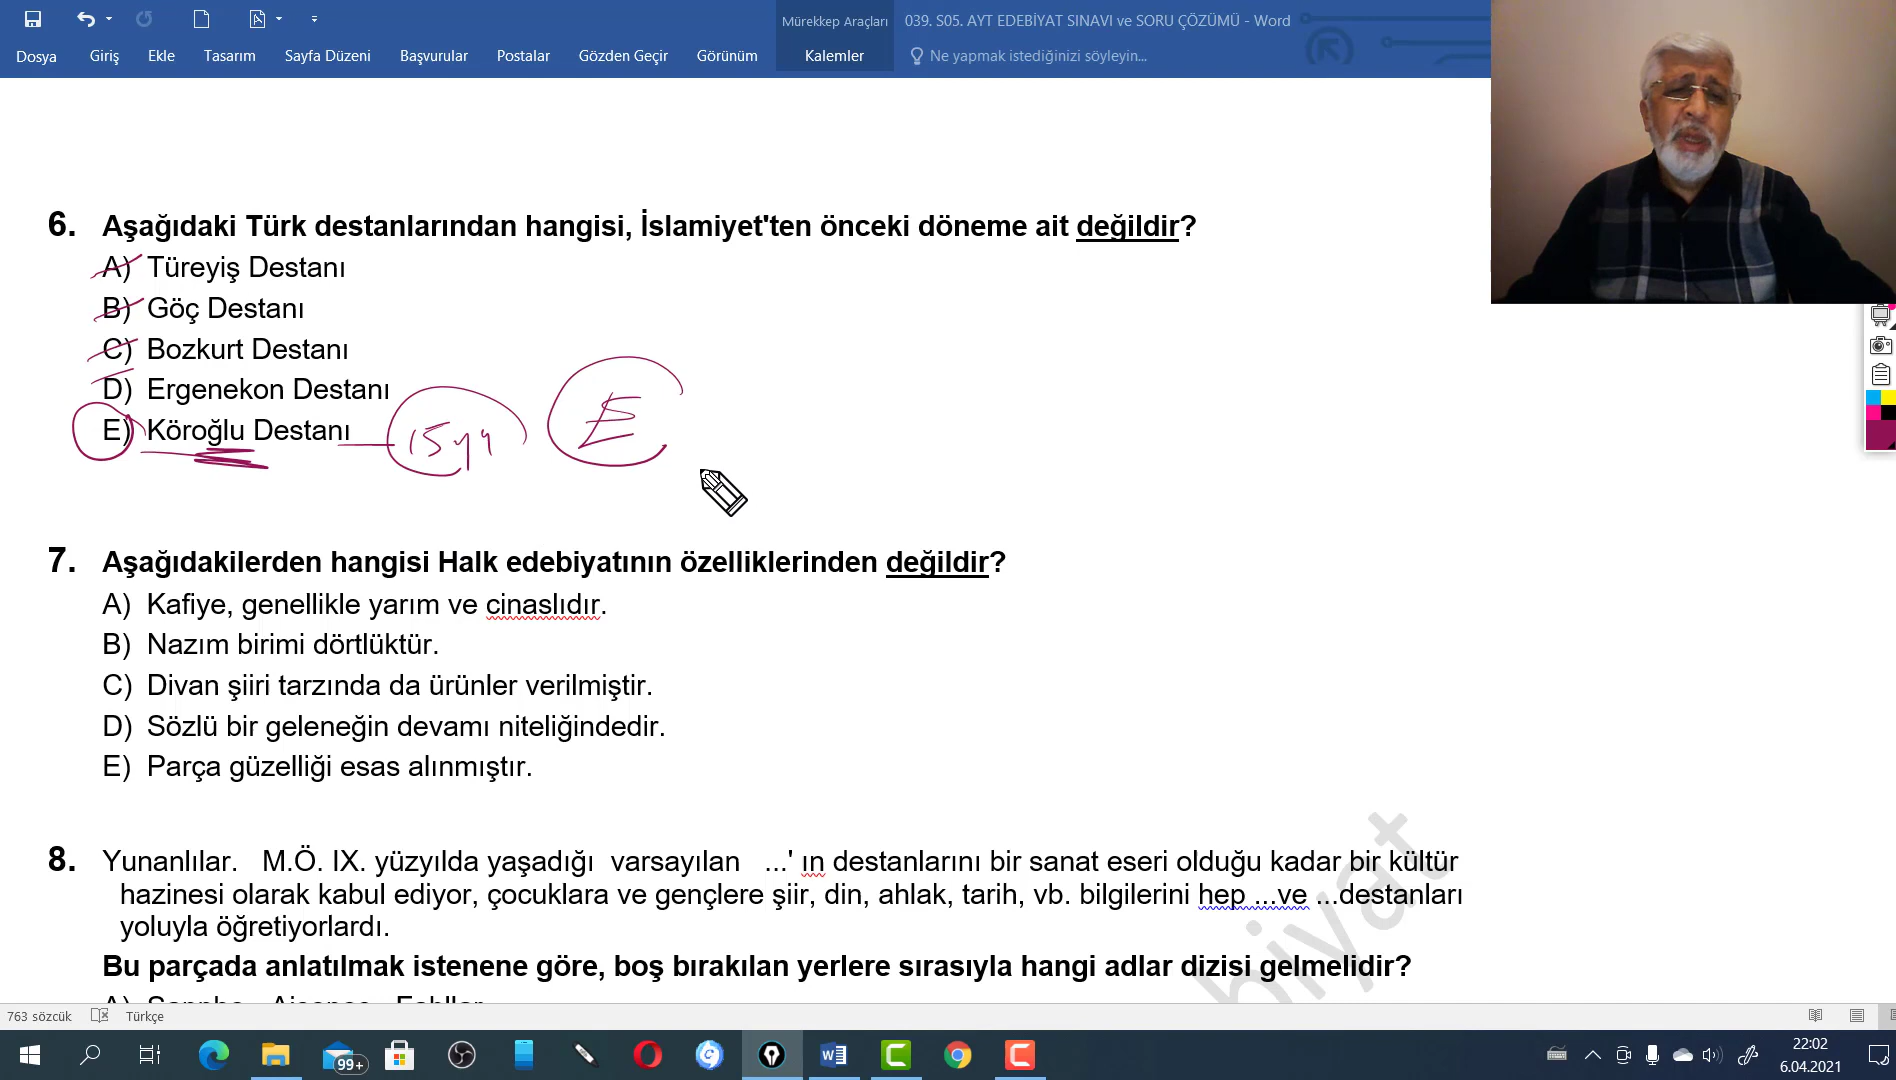 Mürekkep Araçları
039. S05. AYT EDEBİYAT SINAVI ve SORU ÇÖZÜMÜ - Word
Dosya Giriş Ekle Tasarım Sayfa Düzeni Başvurular Postalar Gözden Geçir Görünüm Kalemler Ne yapmak istediğinizi söyleyin...
6. Aşağıdaki Türk destanlarından hangisi, İslamiyet'ten önceki döneme ait değildir?
A) Türeyiş Destanı
B) Göç Destanı
C) Bozkurt Destanı
D) Ergenekon Destanı
E) Köroğlu Destanı
E
7. Aşağıdakilerden hangisi Halk edebiyatının özelliklerinden değildir?
A) Kafiye, genellikle yarım ve cinaslıdır.
B) Nazım birimi dörtlüktür.
C) Divan şiiri tarzında da ürünler verilmiştir.
D) Sözlü bir geleneğin devamı niteliğindedir.
E) Parça güzelliği esas alınmıştır.
8. Yunanlılar. M.Ö. IX. yüzyılda yaşadığı varsayılan ...' ın destanlarını bir sanat eseri olduğu kadar bir kültür
hazinesi olarak kabul ediyor, çocuklara ve gençlere şiir, din, ahlak, tarih, vb. bilgilerini hep ...ve ...destanları
yoluyla öğretiyorlardı.
Bu parçada anlatılmak istenene göre, boş bırakılan yerlere sırasıyla hangi adlar dizisi gelmelidir?
763 sözcük Türkçe
99+
22:02
6.04.2021